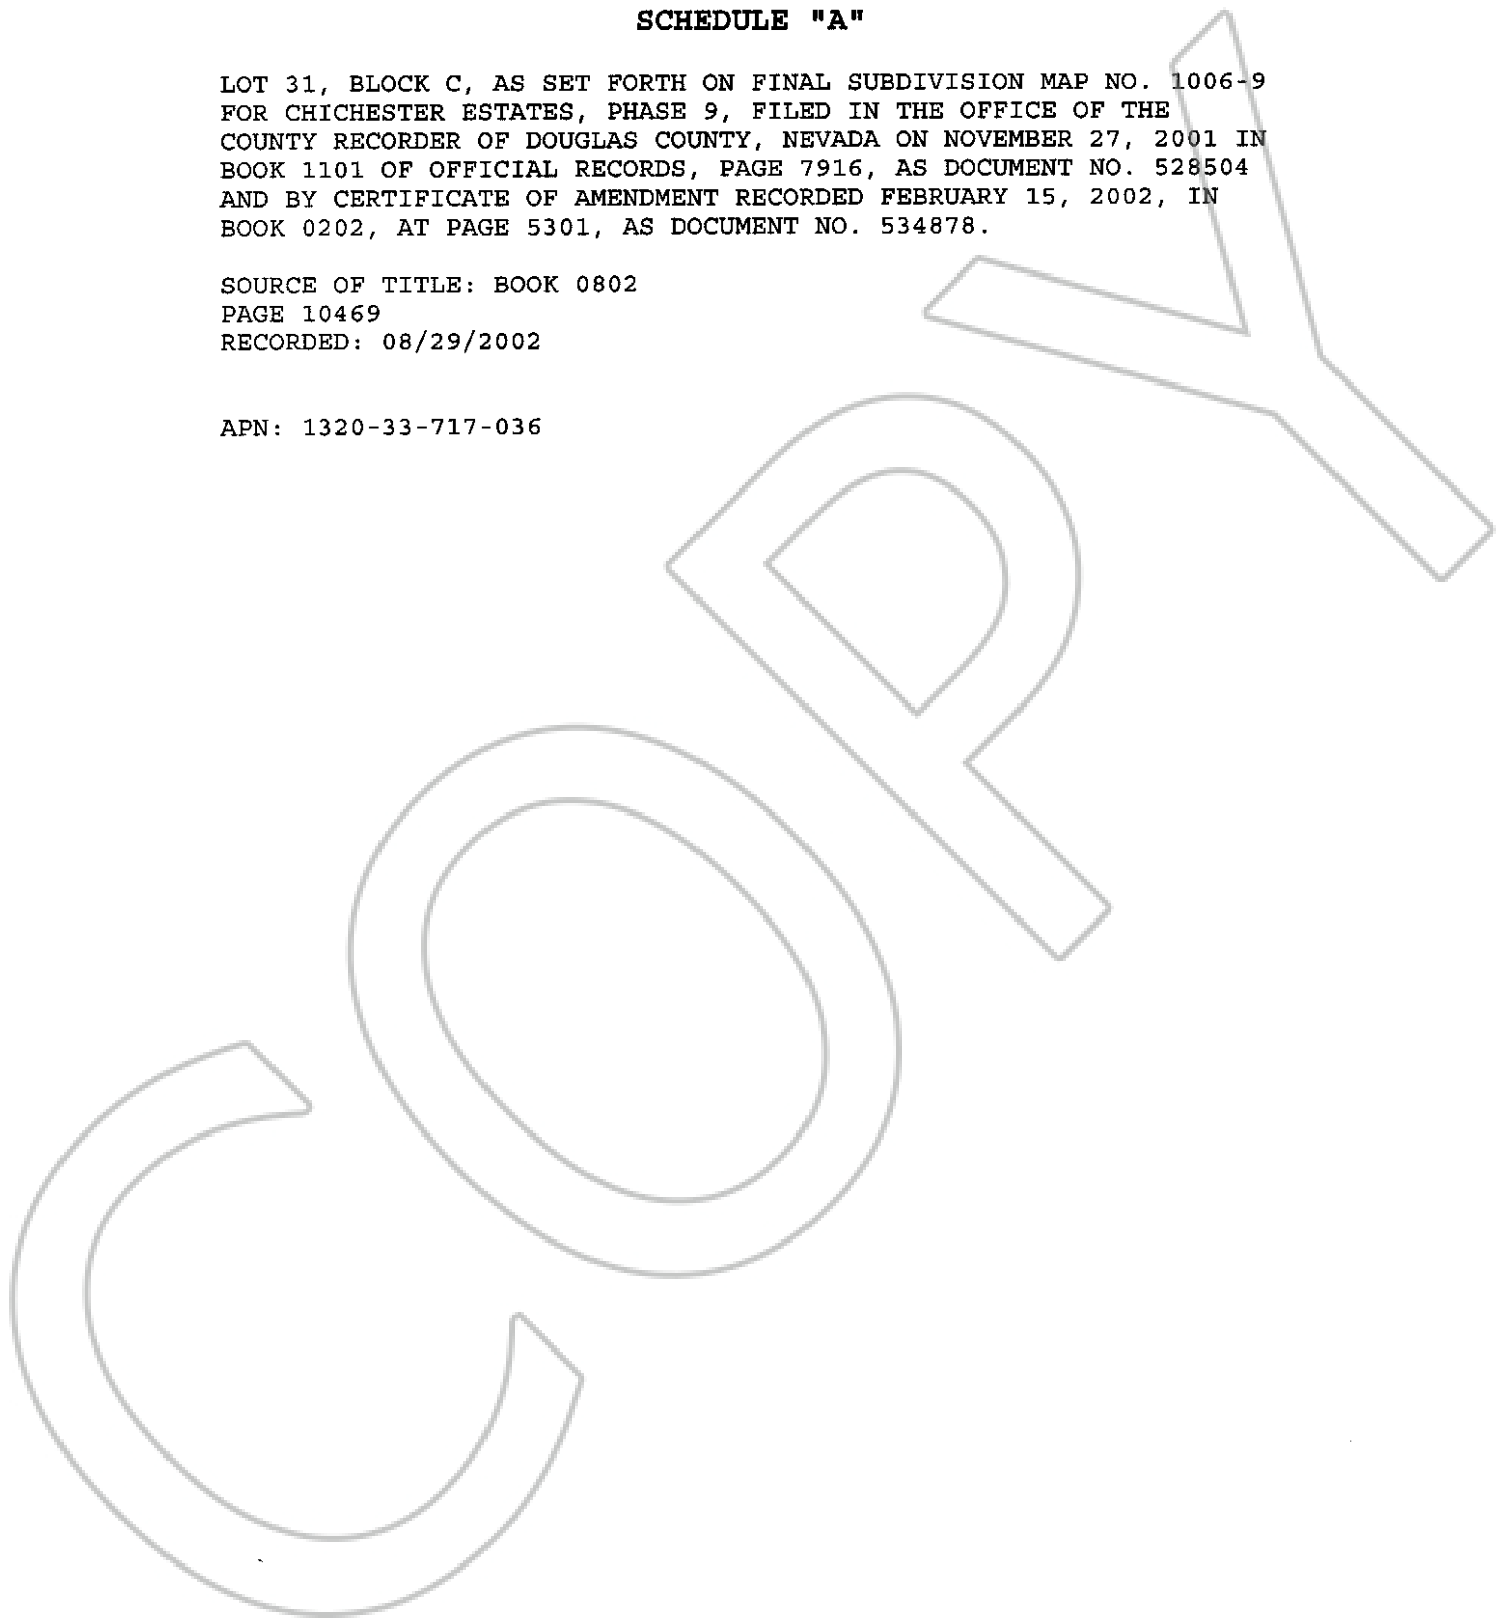 SCHEDULE "A"
LOT 31, BLOCK C, AS SET FORTH ON FINAL SUBDIVISION MAP NO. 1006-9
FOR CHICHESTER ESTATES, PHASE 9, FILED IN THE OFFICE OF THE
COUNTY RECORDER OF DOUGLAS COUNTY, NEVADA ON NOVEMBER 27, 2001 IN
BOOK 1101 OF OFFICIAL RECORDS, PAGE 7916, AS DOCUMENT NO. 528504
AND BY CERTIFICATE OF AMENDMENT RECORDED FEBRUARY 15, 2002, IN
BOOK 0202, AT PAGE 5301, AS DOCUMENT NO. 534878.
SOURCE OF TITLE: BOOK 0802
PAGE 10469
RECORDED: 08/29/2002
APN: 1320-33-717-036
COPY